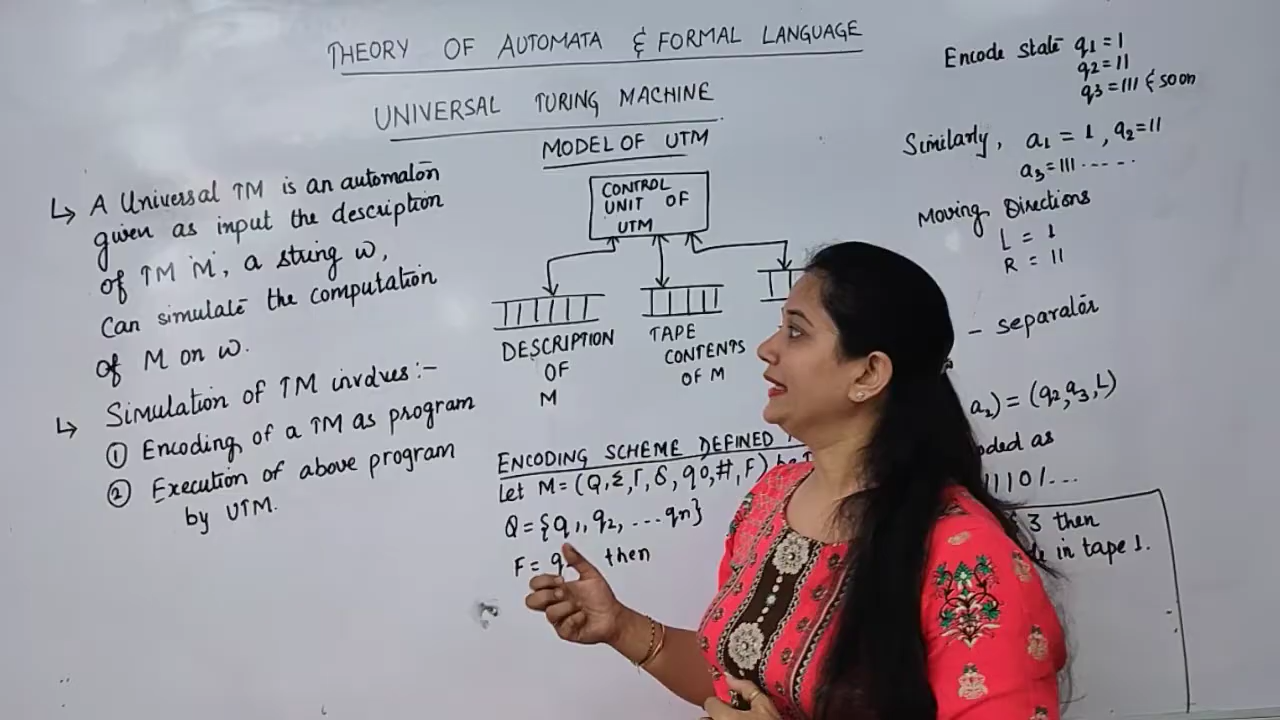 THEORY OF AUTOMATA & FORMAL LANGUAGE
UNIVERSAL TURING MACHINE
↳ A Universal TM is an automaton
given as input the description
of TM 'M', a string w,
can simulate the computation
of M on w.
↳ Simulation of TM involves:-
① Encoding of a TM as program
② Execution of above program
by UTM.
MODEL OF UTM
CONTROL
UNIT OF
UTM
DESCRIPTION
OF
M
TAPE
CONTENTS
OF M
ENCODING SCHEME DEFINED
Let M = (Q, Σ, Γ, δ, q0, #, F)
Q = {q1, q2, ... qn}
F = q then
Encode state q1 = 1
q2 = 11
q3 = 111 & soon
Similarly, a1 = 1, q2 = 11
a3 = 111 .....
Moving Directions
L = 1
R = 11
- separator
a2) = (q2, a3, L)
oded as
11101...
3 then
in tape 1.